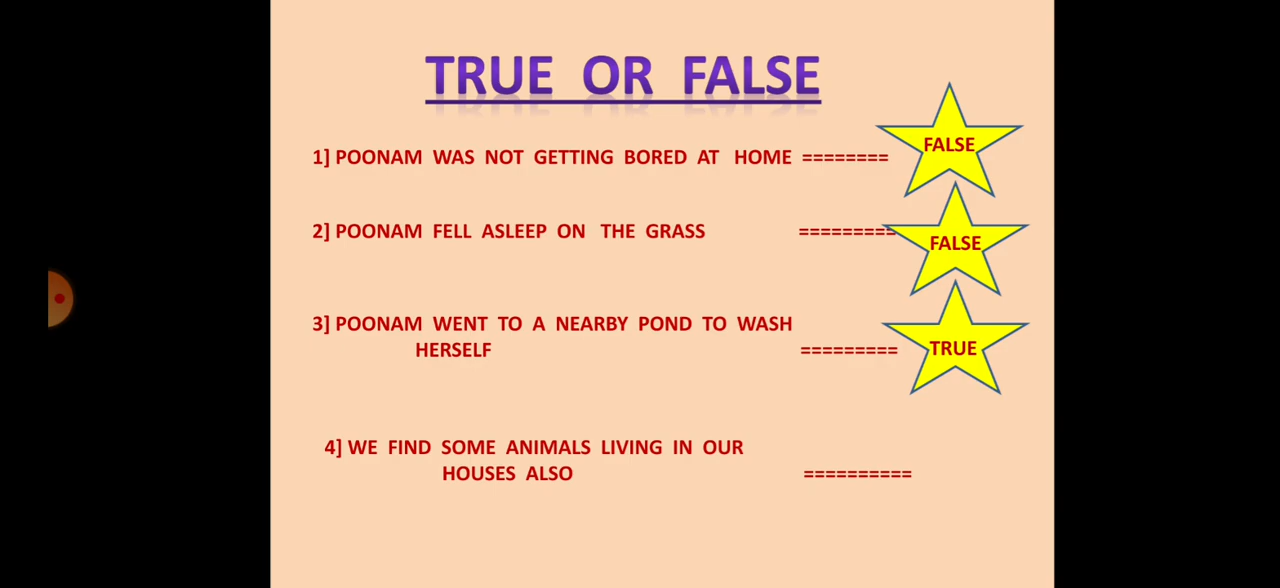 TRUE OR FALSE
1] POONAM WAS NOT GETTING BORED AT HOME ======== FALSE
2] POONAM FELL ASLEEP ON THE GRASS ========= FALSE
3] POONAM WENT TO A NEARBY POND TO WASH
HERSELF ========= TRUE
4] WE FIND SOME ANIMALS LIVING IN OUR
HOUSES ALSO ==========